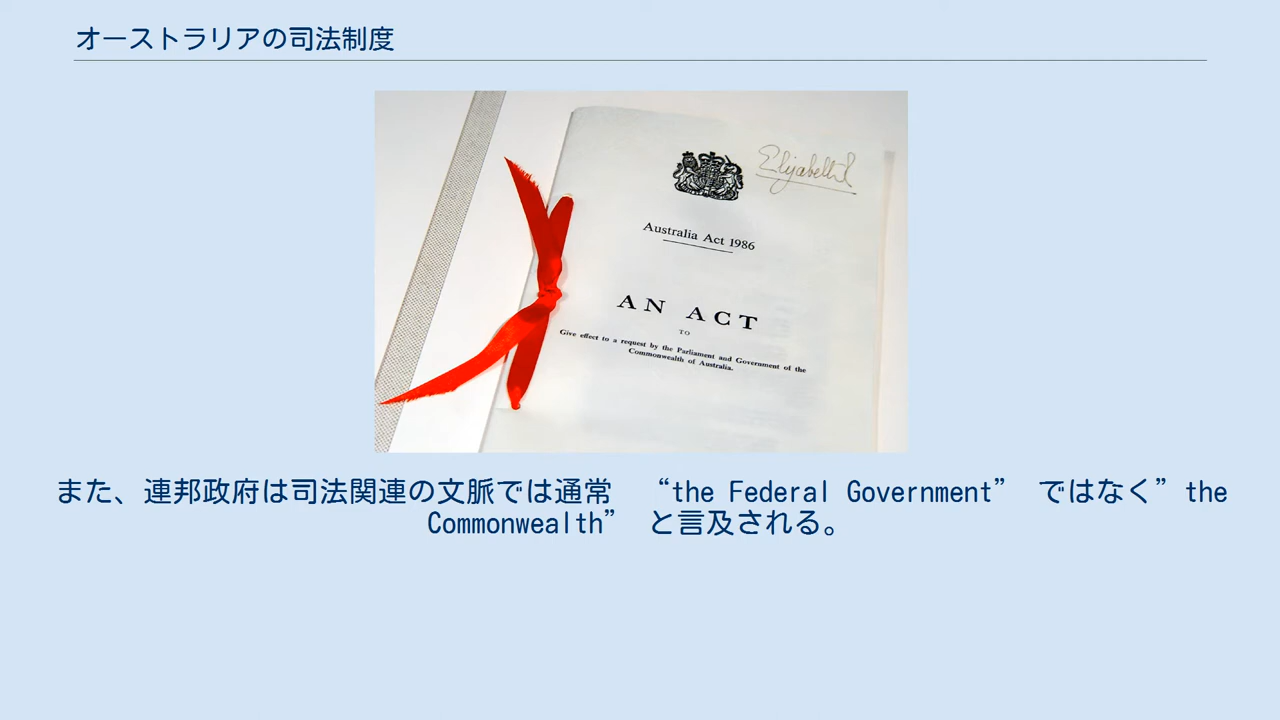 オーストラリアの司法制度
Elizabeth R
Australia Act 1986
AN ACT
TO
Give effect to a request by the Parliament and Government of the
Commonwealth of Australia.
また、連邦政府は司法関連の文脈では通常 “the Federal Government” ではなく”the
Commonwealth” と言及される。